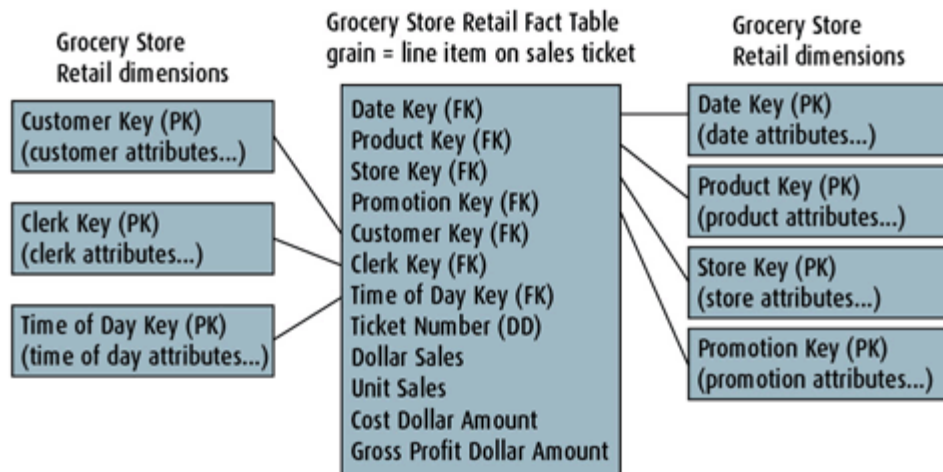 Grocery Store
Retail dimensions
Customer Key (PK)
(customer attributes...)
Clerk Key (PK)
(clerk attributes...)
Time of Day Key (PK)
(time of day attributes...)
Grocery Store Retail Fact Table
grain = line item on sales ticket
Date Key (FK)
Product Key (FK)
Store Key (FK)
Promotion Key (FK)
Customer Key (FK)
Clerk Key (FK)
Time of Day Key (FK)
Ticket Number (DD)
Dollar Sales
Unit Sales
Cost Dollar Amount
Gross Profit Dollar Amount
Grocery Store
Retail dimensions
Date Key (PK)
(date attributes...)
Product Key (PK)
(product attributes...)
Store Key (PK)
(store attributes...)
Promotion Key (PK)
(promotion attributes...)